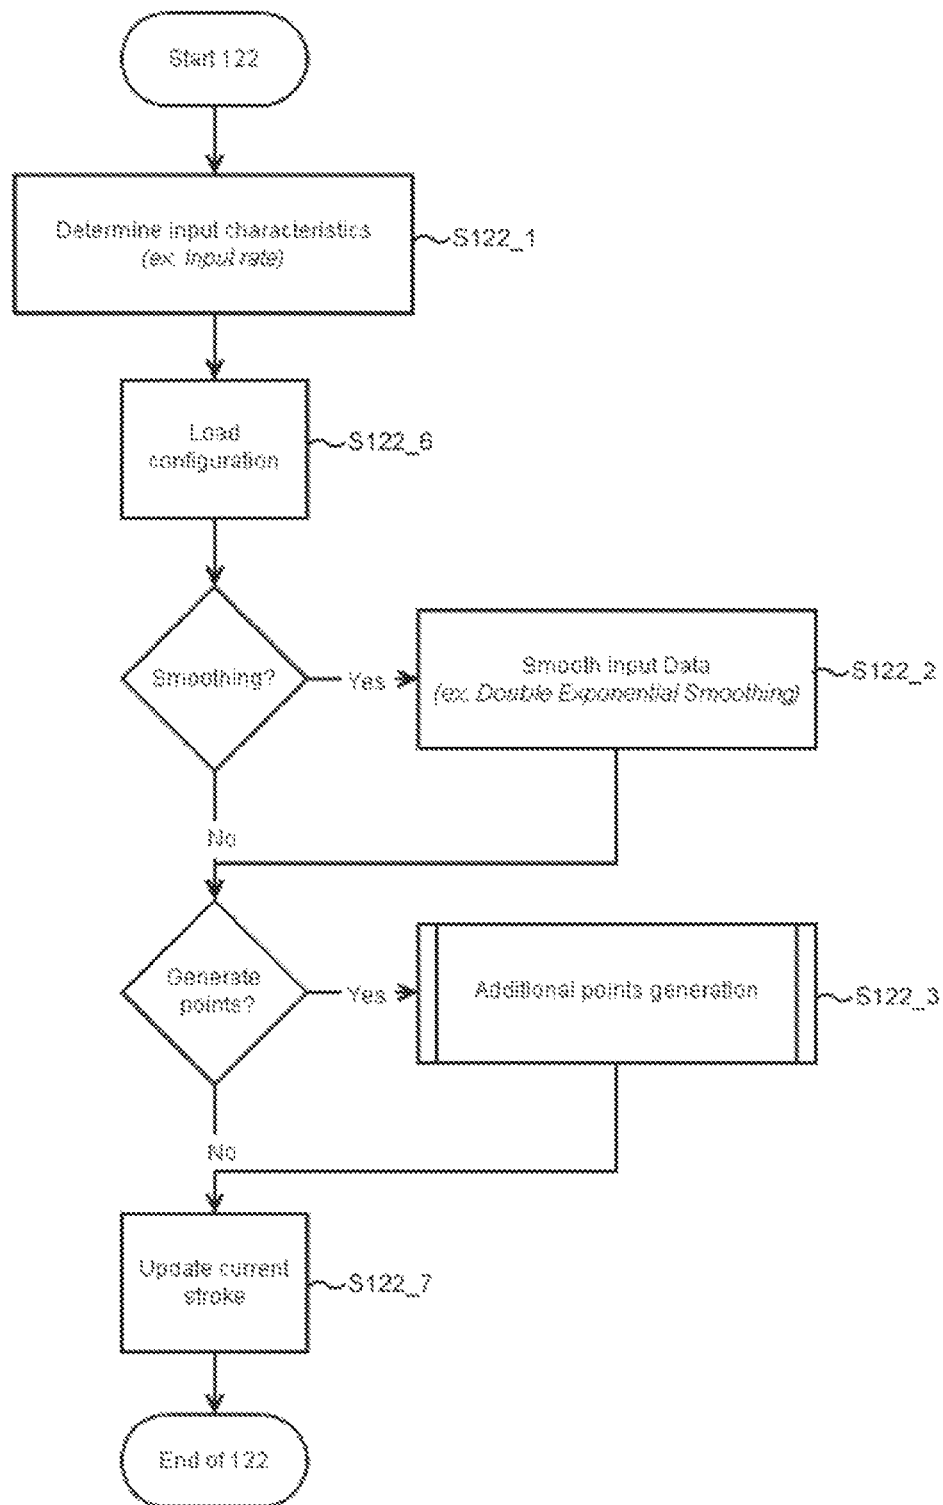 Start 122
Determine input characteristics
(ex. input rate)
S122_1
Load
configuration
S122_6
Smoothing?
Yes
Smooth Input Data
(ex. Double Exponential Smoothing)
S122_2
No
Generate
points?
Yes
Additional points generation
S122_3
No
Update current
stroke
S122_7
End of 122